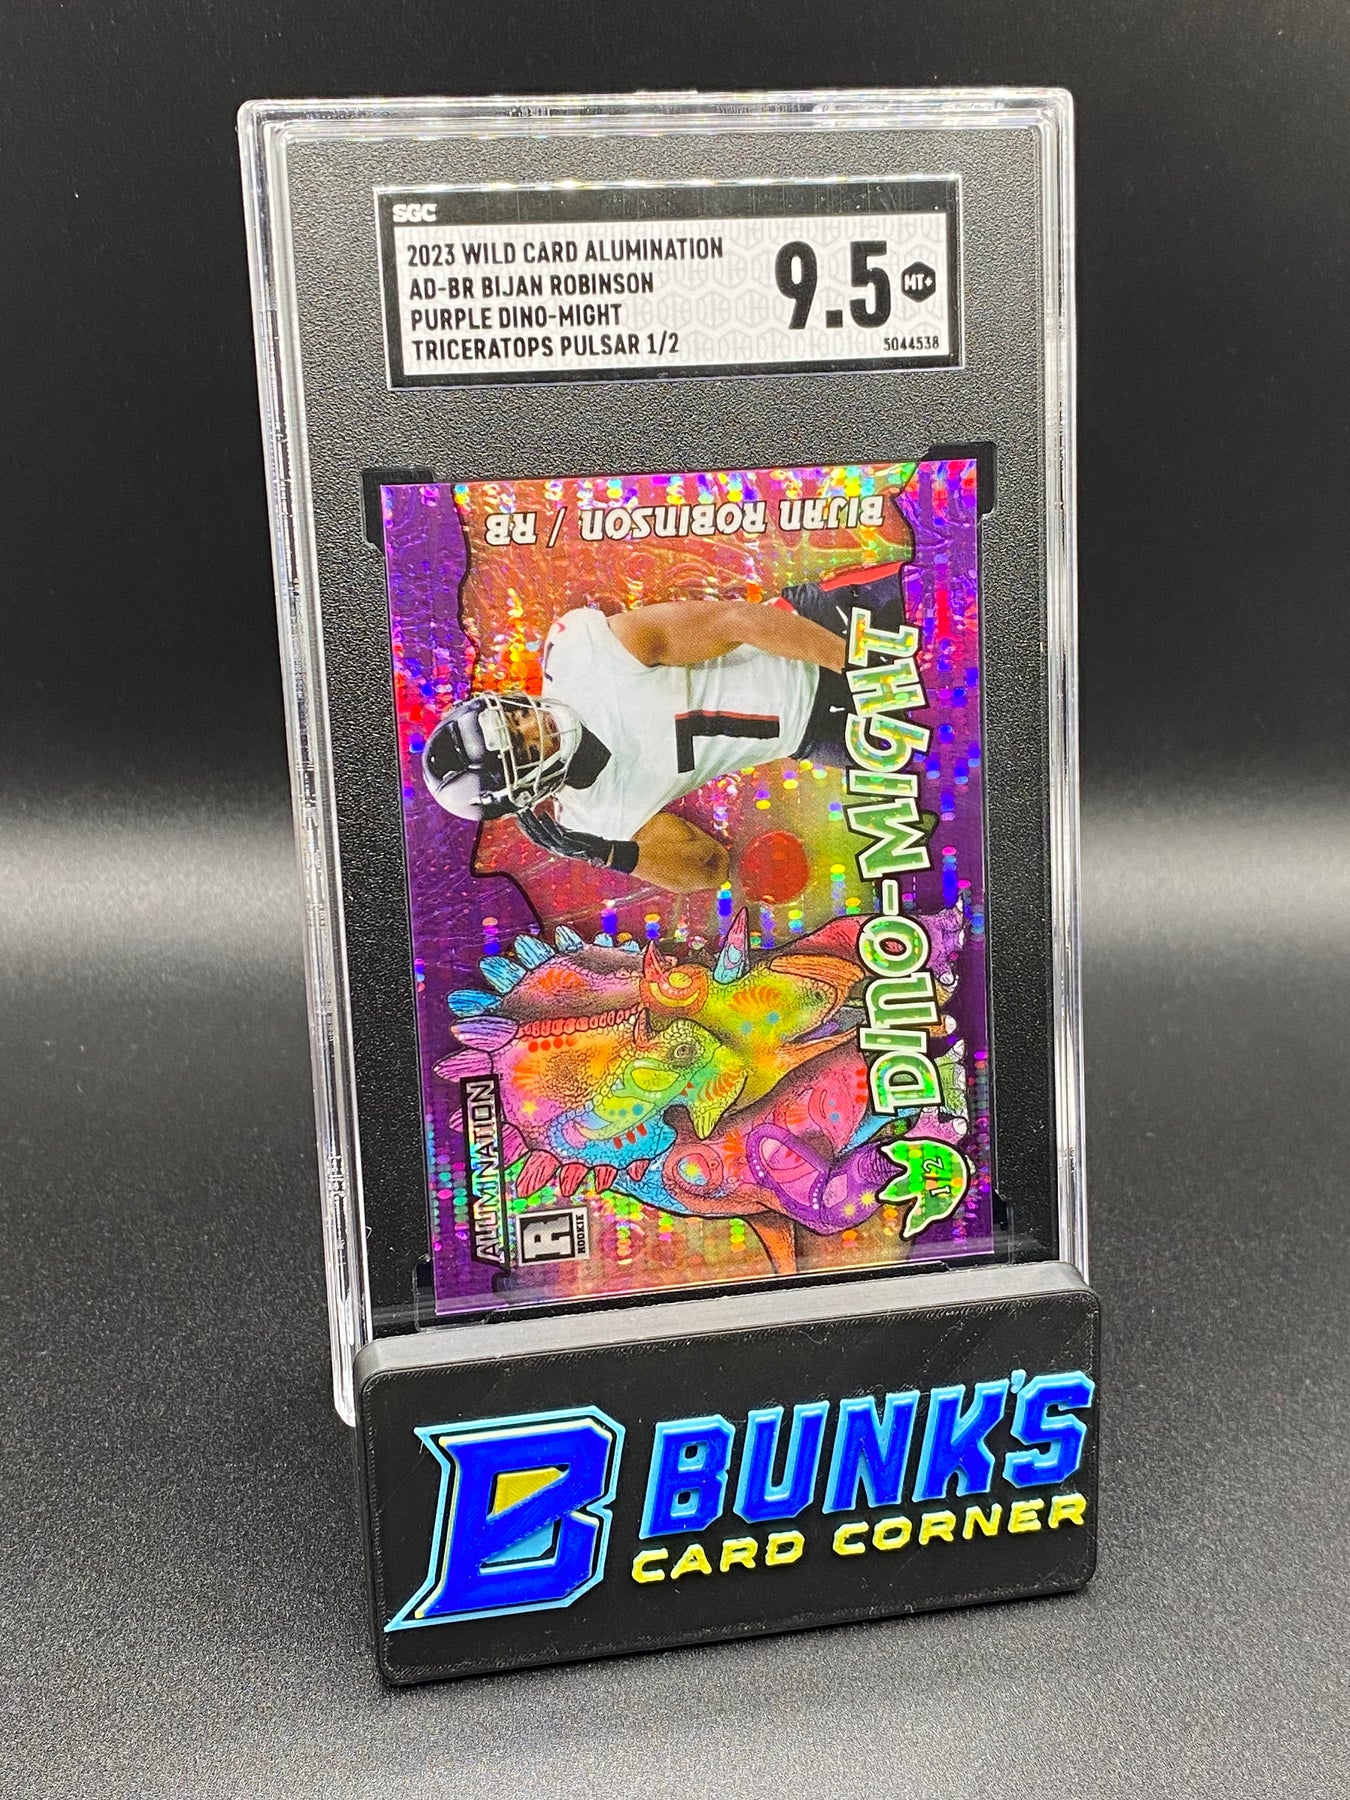 SGC
2023 WILD CARD ALUMINATION
AD-BR BIJAN ROBINSON
PURPLE DINO-MIGHT
TRICERATOPS PULSAR 1/2
9.5
MT+
5044538
BIJAN ROBINSON / RB
7
DINO-MIGHT
ALUMINATION
R
ROOKIE
1/2
B
BUNK'S
CARD CORNER